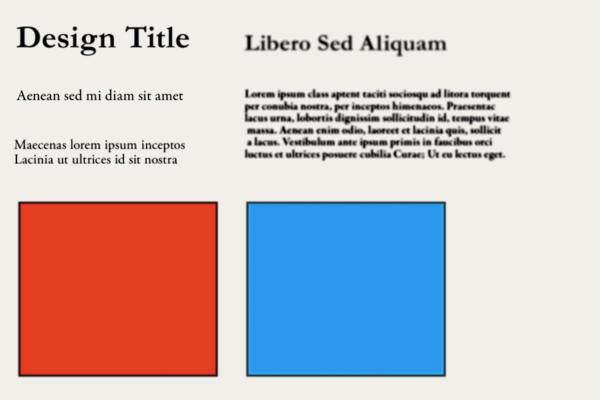 Design Title
Aenean sed mi diam sit amet
Maecenas lorem ipsum inceptos
Lacinia ut ultrices id sit nostra
Libero Sed Aliquam
Lorem ipsum class aptent taciti sociosqu ad litora torquent
per conubia nostra, per inceptos himenaeos. Praesentac
lacus urna, lobortis dignissim sollicitudin id, tempus vitae
massa. Aenean enim odio, laoreet et lacinia quis, sollicit
a lacus. Vestibulum ante ipsum primis in faucibus orci
luctus et ultrices posuere cubilia Curae; Ut eu lectus eget.